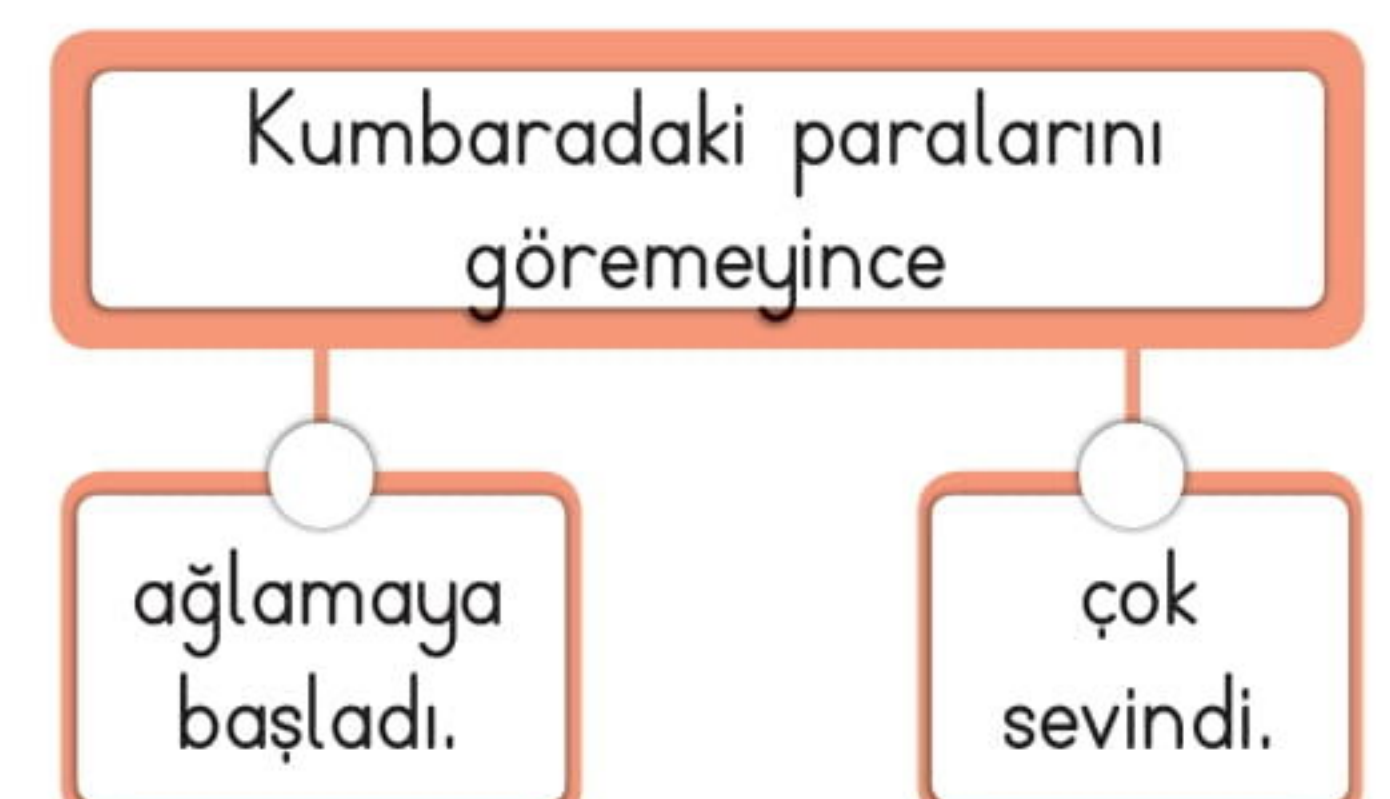 Kumbaradaki paralarını
göremeyince
ağlamaya
başladı.
çok
sevindi.